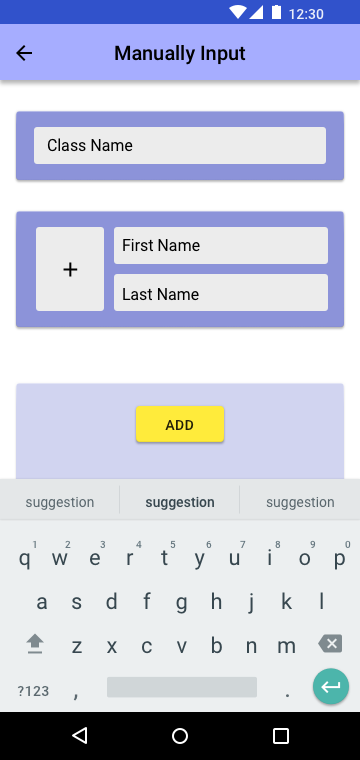 12:30
Manually Input
Class Name
+
First Name
Last Name
ADD
suggestion suggestion suggestion
1 2 3 4 5 6 7 8 9 0
q w e r t y u i o p
a s d f g h j k l
z x c v b n m
?123 , .